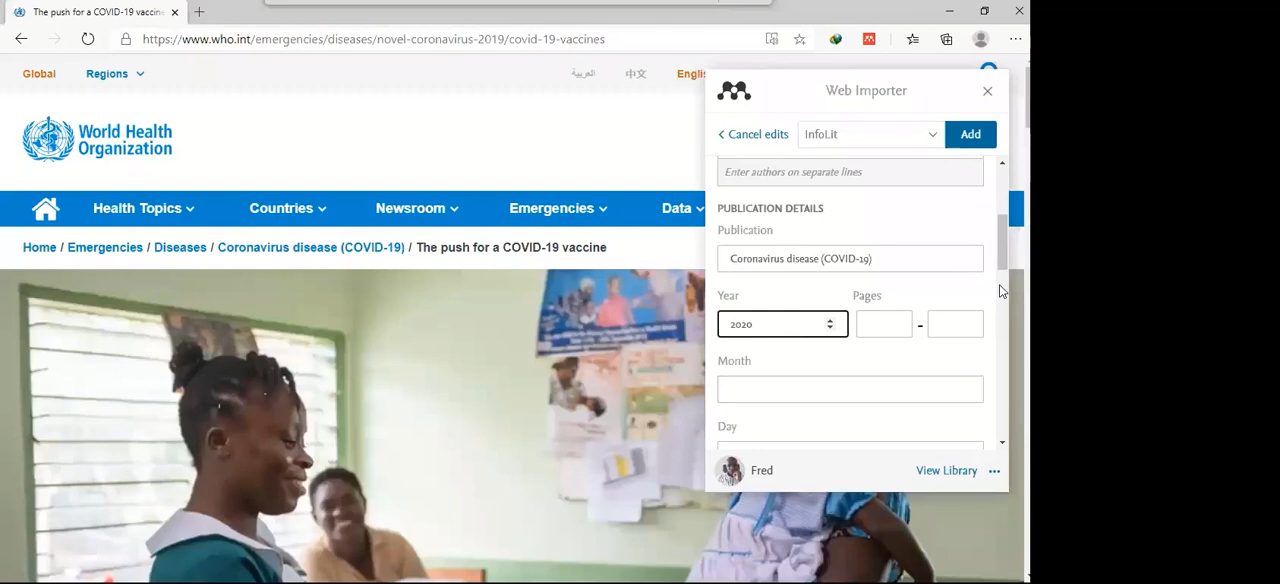 The push for a COVID-19 vaccin
https://www.who.int/emergencies/diseases/novel-coronavirus-2019/covid-19-vaccines
Global
Regions
العربية
中文
Englis
World Health
Organization
Health Topics
Countries
Newsroom
Emergencies
Data
Home / Emergencies / Diseases / Coronavirus disease (COVID-19) / The push for a COVID-19 vaccine
Web Importer
Cancel edits
InfoLit
Add
Enter authors on separate lines
PUBLICATION DETAILS
Publication
Coronavirus disease (COVID-19)
Year
Pages
2020
-
Month
Day
Fred
View Library